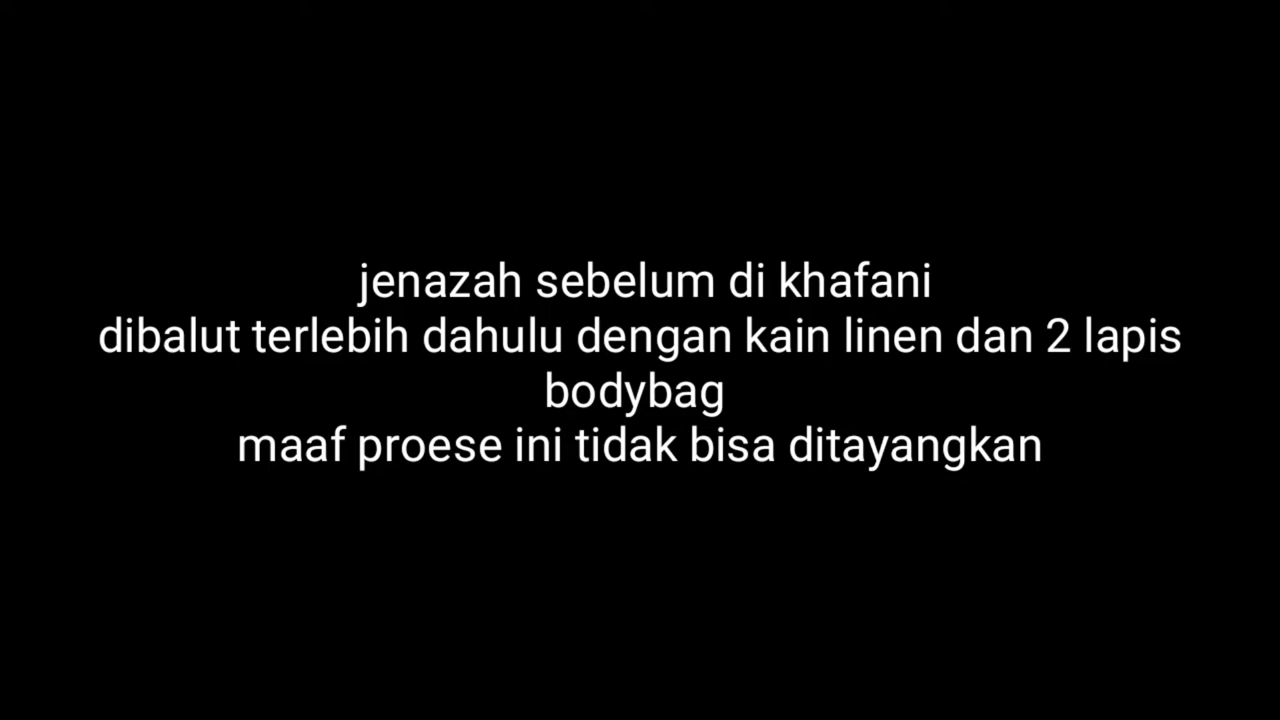 jenazah sebelum di khafani
dibalut terlebih dahulu dengan kain linen dan 2 lapis
bodybag
maaf proese ini tidak bisa ditayangkan